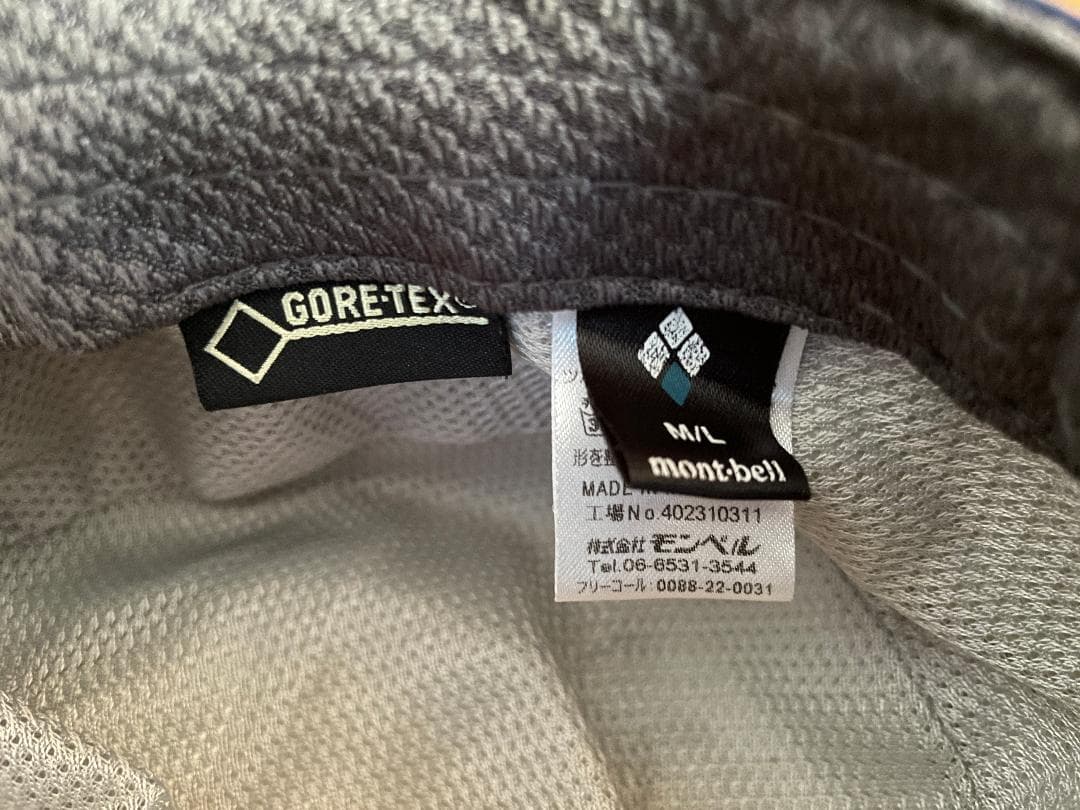 GORE-TEX
M/L
mont·bell
形を
MADE
工場No.402310311
株式会社モンベル
Tel.06-6531-3544
フリーコール:0088-22-0031